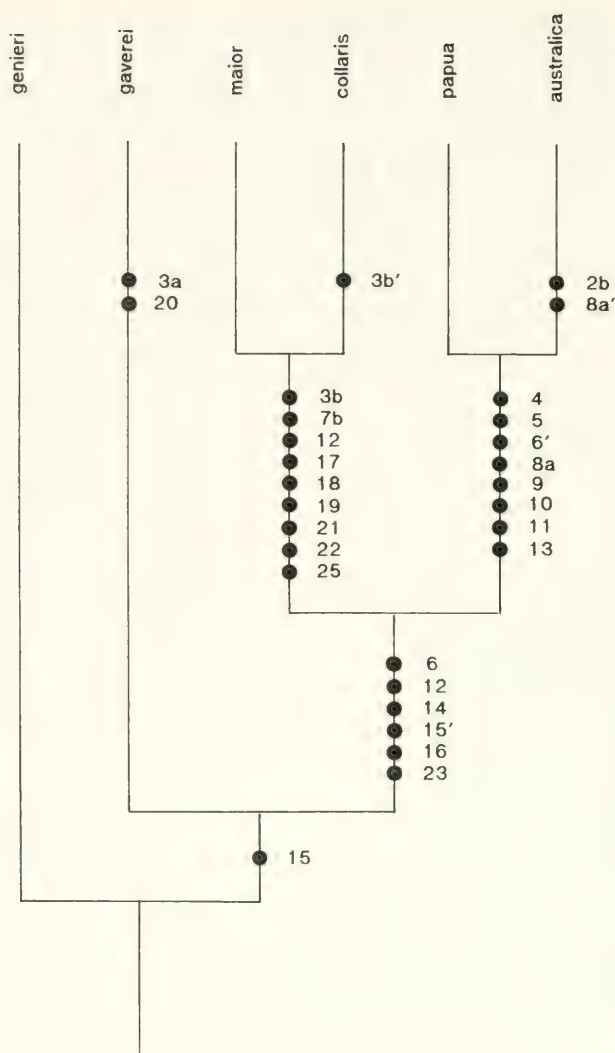 genieri
gaverei
maior
collaris
papua
australica
3a
20
3b'
2b
8a'
3b
7b
12
17
18
19
21
22
25
4
5
6'
8a
9
10
11
13
6
12
14
15'
16
23
15